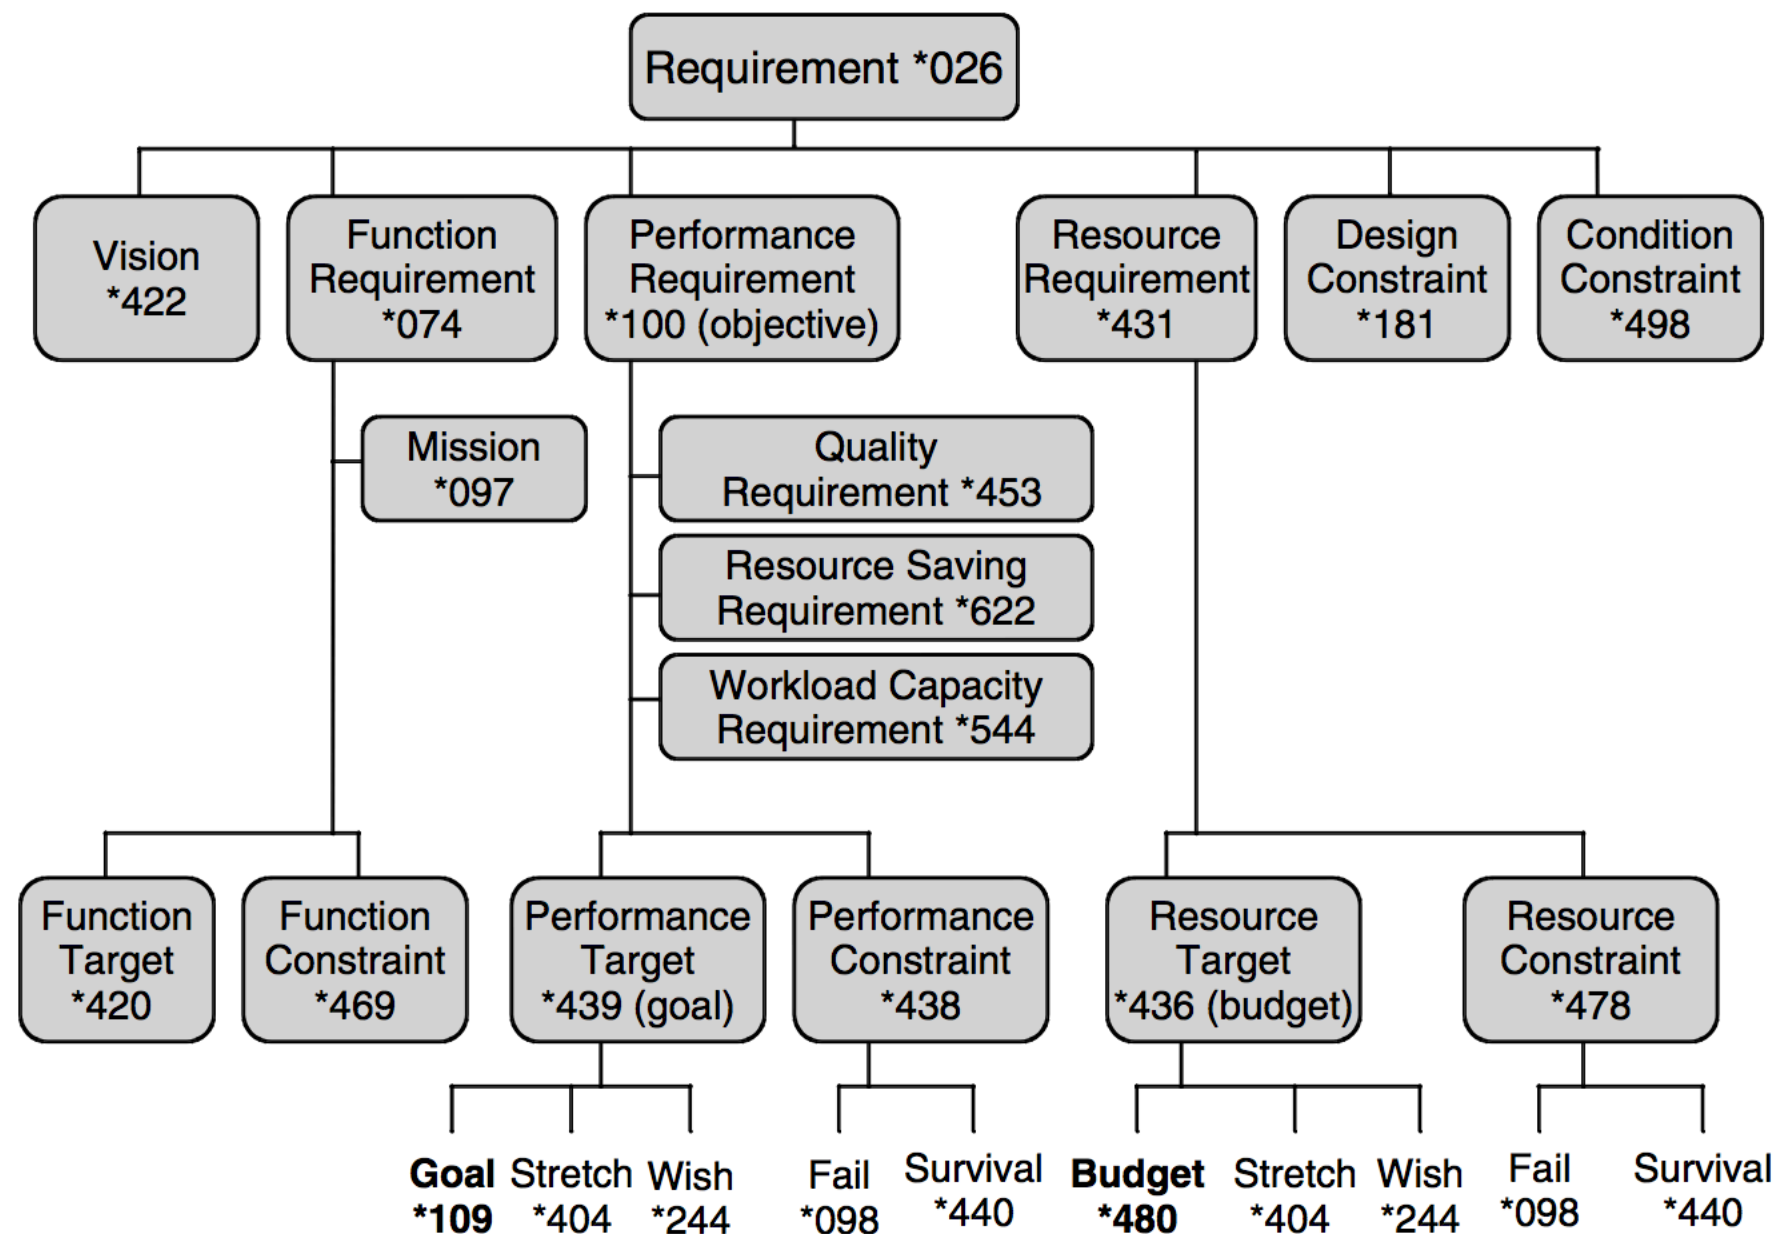 Requirement *026
Vision
*422
Function
Requirement
*074
Performance
Requirement
*100 (objective)
Resource
Requirement
*431
Design
Constraint
*181
Condition
Constraint
*498
Mission
*097
Quality
Requirement *453
Resource Saving
Requirement *622
Workload Capacity
Requirement *544
Function
Target
*420
Function
Constraint
*469
Performance
Target
*439 (goal)
Performance
Constraint
*438
Resource
Target
*436 (budget)
Resource
Constraint
*478
Goal
*109
Stretch
*404
Wish
*244
Fail
*098
Survival
*440
Budget
*480
Stretch
*404
Wish
*244
Fail
*098
Survival
*440